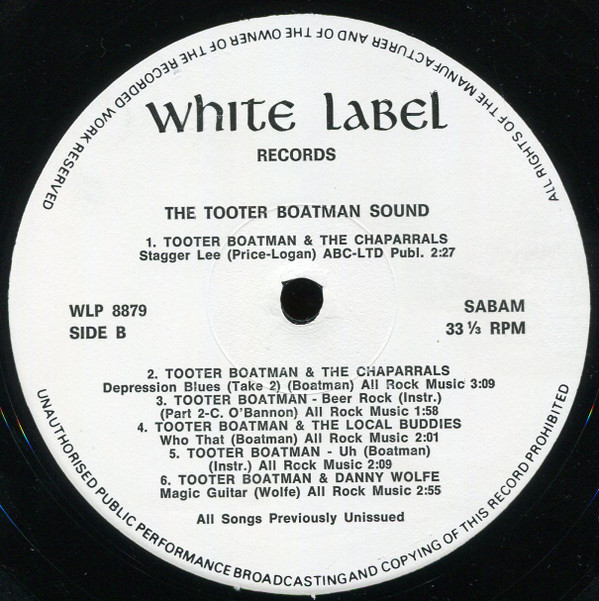 ALL RIGHTS OF THE MANUFACTURER AND OF THE OWNER OF THE RECORDED WORK RESERVED
White Label
RECORDS
THE TOOTER BOATMAN SOUND
1. TOOTER BOATMAN & THE CHAPARRALS
Stagger Lee (Price-Logan) ABC-LTD Publ. 2:27
WLP 8879
SIDE B
SABAM
33 ⅓ RPM
2. TOOTER BOATMAN & THE CHAPARRALS
Depression Blues (Take 2) (Boatman) All Rock Music 3:09
3. TOOTER BOATMAN - Beer Rock (Instr.)
(Part 2-C. O'Bannon) All Rock Music 1:58
4. TOOTER BOATMAN & THE LOCAL BUDDIES
Who That (Boatman) All Rock Music 2:01
5. TOOTER BOATMAN - Uh (Boatman)
(Instr.) All Rock Music 2:09
6. TOOTER BOATMAN & DANNY WOLFE
Magic Guitar (Wolfe) All Rock Music 2:55
All Songs Previously Unissued
UNAUTHORISED PUBLIC PERFORMANCE BROADCASTING AND COPYING OF THIS RECORD PROHIBITED